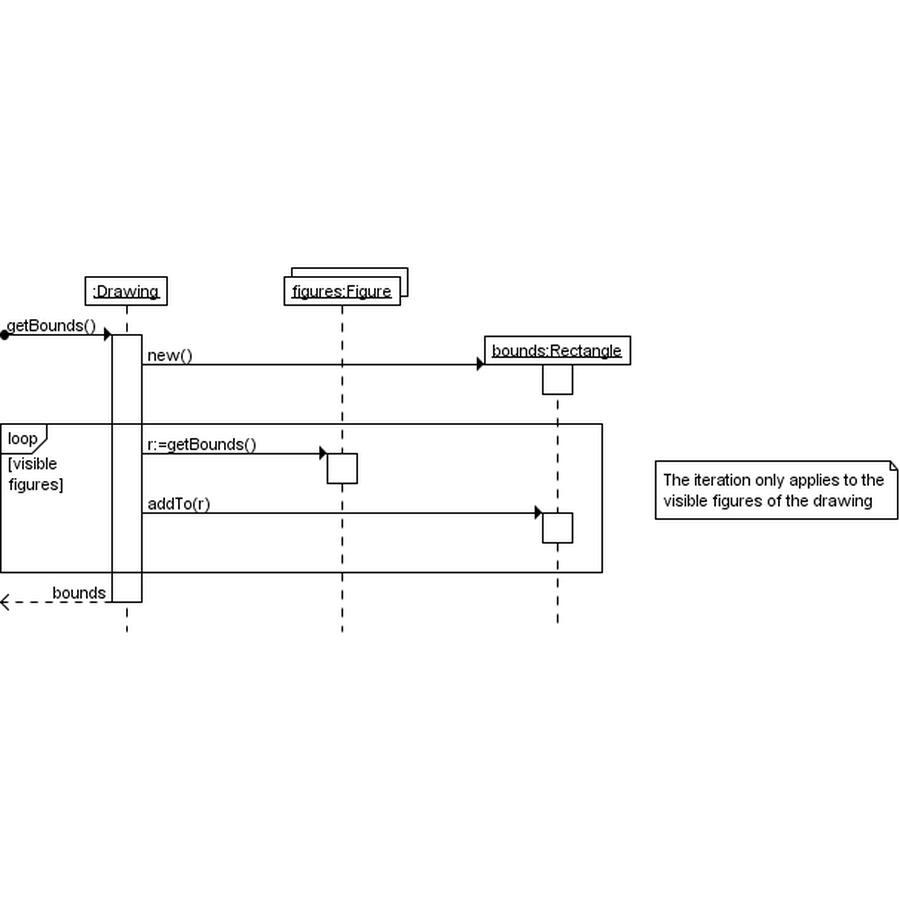 :Drawing
figures:Figure
getBounds()
bounds:Rectangle
new()
loop
r:=getBounds()
[visible
figures]
The iteration only applies to the
visible figures of the drawing
addTo(r)
bounds